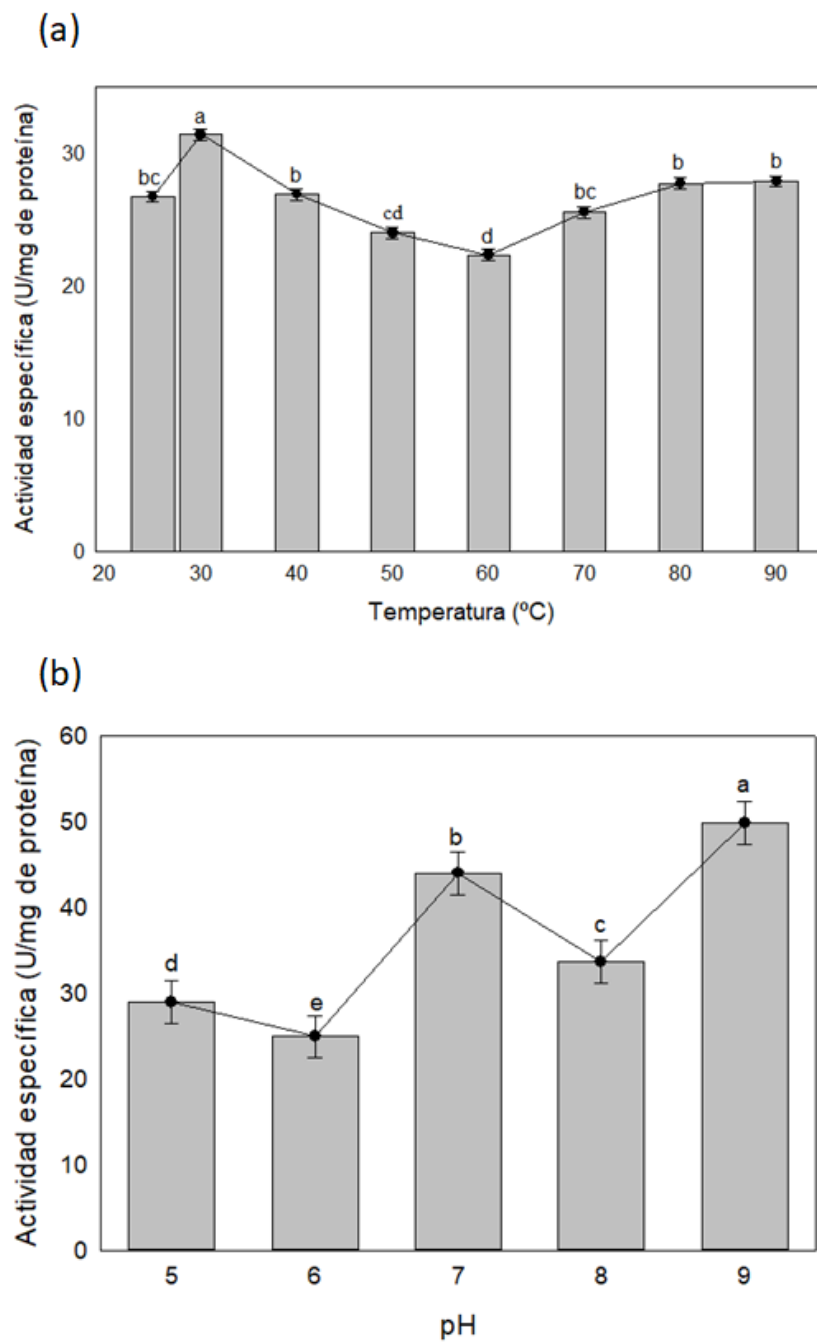 (a)
Actividad específica (U/mg de proteína)
30
20
10
0
bc
a
b
cd
d
bc
b
b
20 30 40 50 60 70 80 90
Temperatura (ºC)
(b)
Actividad específica (U/mg de proteína)
60
50
40
30
20
10
0
d
e
b
c
a
5 6 7 8 9
pH